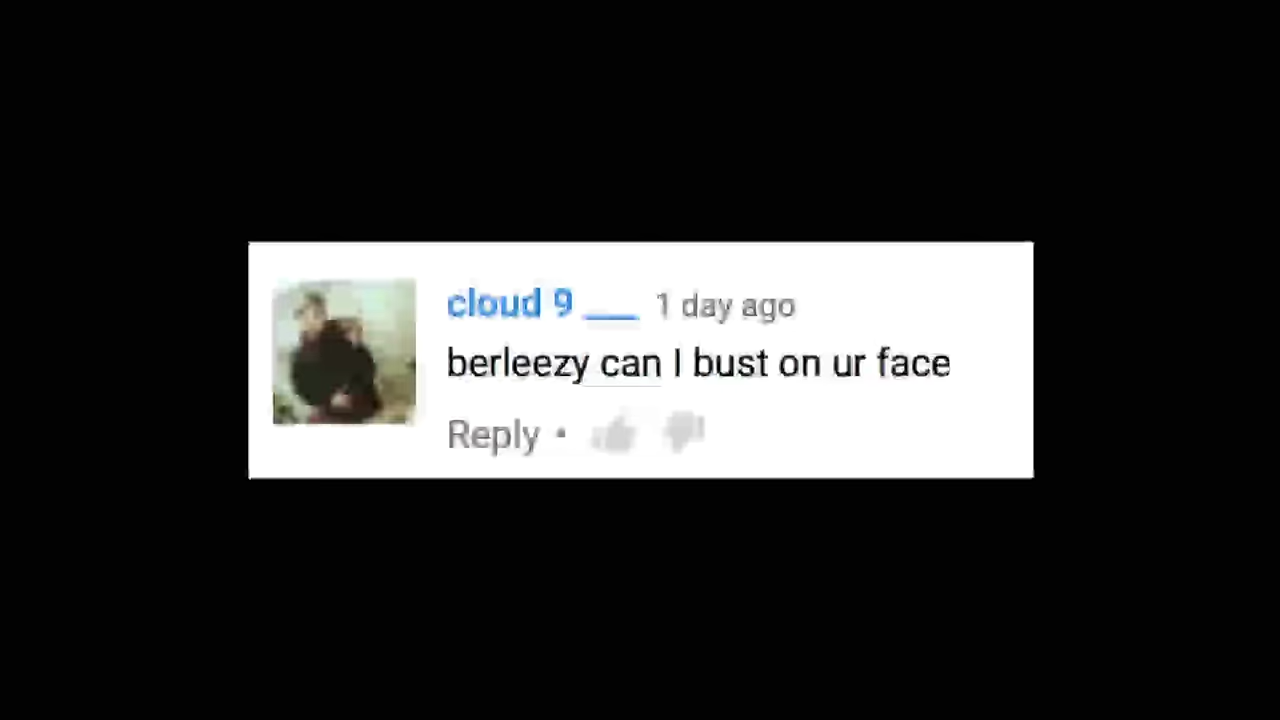 cloud 9 ___ 1 day ago
berleezy can I bust on ur face
Reply •